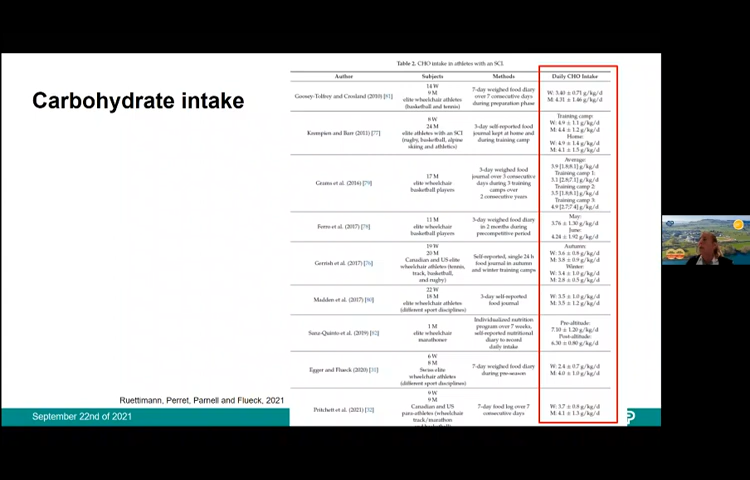 Carbohydrate intake
Table 2. CHO intake in athletes with an SCI.
Author Subjects Methods Daily CHO Intake
Goosey-Tolfrey and Crosland (2010) [81]
14 W
9 M
elite wheelchair athletes
(basketball and tennis)
7-day weighed food diary
over 7 consecutive days
during preparation phase
W: 3.40 ± 0.71 g/kg/d
M: 4.31 ± 1.46 g/kg/d
Krempien and Barr (2011) [77]
8 W
24 M
elite athletes with an SCI
(rugby, basketball, alpine
skiing and athletics)
3-day self-reported food
journal kept at home and
during training camp
Training camp:
W: 4.9 ± 1.1 g/kg/d
M: 4.4 ± 1.2 g/kg/d
Home:
W: 4.9 ± 1.4 g/kg/d
M: 4.1 ± 1.5 g/kg/d
Grams et al. (2016) [79]
17 M
elite wheelchair
basketball players
3-day weighed food
journal over 3 consecutive
days during 3 training
camps over
2 consecutive years
Average:
3.9 [1.8;8.1] g/kg/d
Training camp 1:
3.1 [2.8;7.1] g/kg/d
Training camp 2:
3.5 [1.8;8.1] g/kg/d
Training camp 3:
4.9 [2.7;7.4] g/kg/d
Ferro et al. (2017) [78]
11 M
elite wheelchair
basketball players
3-day weighed food diary
in 2 months during
precompetitive period
May:
3.76 ± 1.30 g/kg/d
June:
4.24 ± 1.92 g/kg/d
Gerrish et al. (2017) [76]
19 W
20 M
Canadian and US elite
wheelchair athletes (tennis,
track, basketball,
and rugby)
Self-reported, single 24 h
food journal in autumn
and winter training camps
Autumn:
W: 3.6 ± 0.8 g/kg/d
M: 3.8 ± 0.9 g/kg/d
Winter:
W: 3.4 ± 1.0 g/kg/d
M: 2.8 ± 0.5 g/kg/d
Madden et al. (2017) [80]
22 W
18 M
elite wheelchair athletes
(different sport disciplines)
3-day self-reported
food journal
W: 3.5 ± 1.0 g/kg/d
M: 3.5 ± 1.2 g/kg/d
Sanz-Quinto et al. (2019) [82]
1 M
elite wheelchair
marathoner
Individualized nutrition
program over 7 weeks,
self-reported nutritional
diary to record
daily intake
Pre-altitude:
7.10 ± 1.20 g/kg/d
Post-altitude:
6.30 ± 0.80 g/kg/d
Egger and Flueck (2020) [31]
6 W
8 M
Swiss elite
wheelchair athletes
(different sport disciplines)
7-day weighed food diary
during pre-season
W: 2.4 ± 0.7 g/kg/d
M: 4.0 ± 1.0 g/kg/d
Pritchett et al. (2021) [32]
9 W
9 M
Canadian and US
para-athletes (wheelchair
track/marathon
7-day food log over 7
consecutive days
W: 3.7 ± 0.8 g/kg/d
M: 4.1 ± 1.3 g/kg/d
Ruettimann, Perret, Parnell and Flueck, 2021
September 22nd of 2021